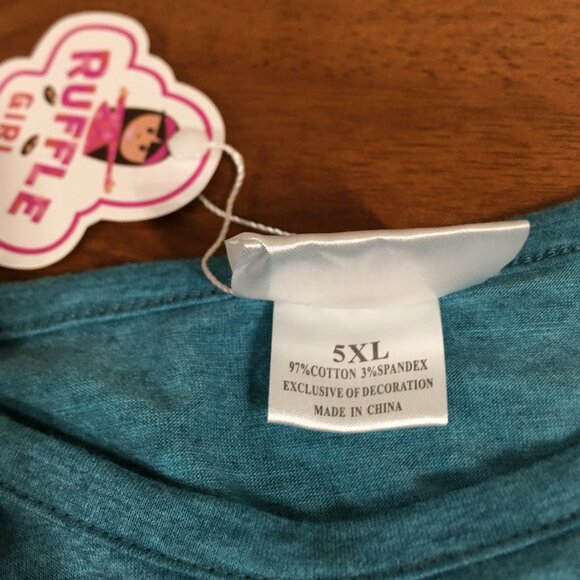 RUFFLE
GIRL
5XL
97%COTTON 3%SPANDEX
EXCLUSIVE OF DECORATION
MADE IN CHINA